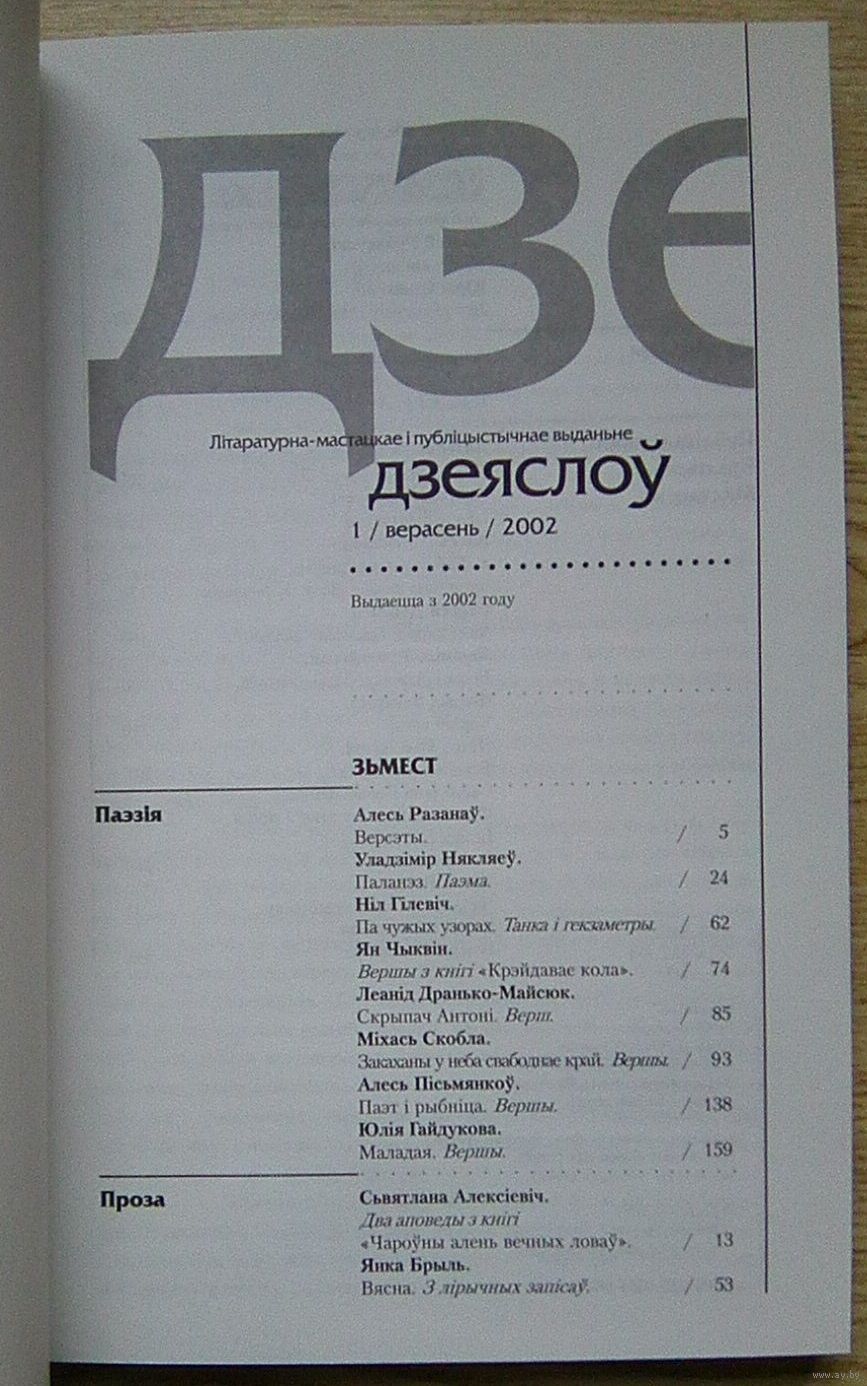 ДЗЕ
Літаратурна-мастацкае і публіцыстычнае выданьне
дзеяслоў
1 / верасень / 2002
Выдаецца з 2002 году
ЗЬМЕСТ
Паэзія
Алесь Разанаў.
Версэты. / 5
Уладзімір Някляеў.
Паланэз. Паэма. / 24
Ніл Гілевіч.
Па чужых узорах. Танка і гекзаметры. / 62
Ян Чыквін.
Вершы з кнігі «Крэйдавае кола». / 74
Леанід Дранько-Майсюк.
Скрыпач Антоні. Верш. / 85
Міхась Скобла.
Закаханы у неба свабоднае край. Вершы. / 93
Алесь Пісьмянкоў.
Паэт і рыбніца. Вершы. / 138
Юлія Гайдукова.
Маладая. Вершы. / 159
Проза
Сьвятлана Алексіевіч.
Два аповеды з кнігі
«Чароўны алень вечных ловаў». / 13
Янка Брыль.
Вясна. З лірычных запісаў. / 53
www.ay.by